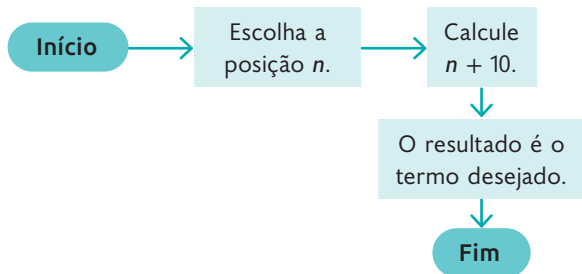 Início
Escolha a
posição n.
Calcule
n + 10.
O resultado é o
termo desejado.
Fim